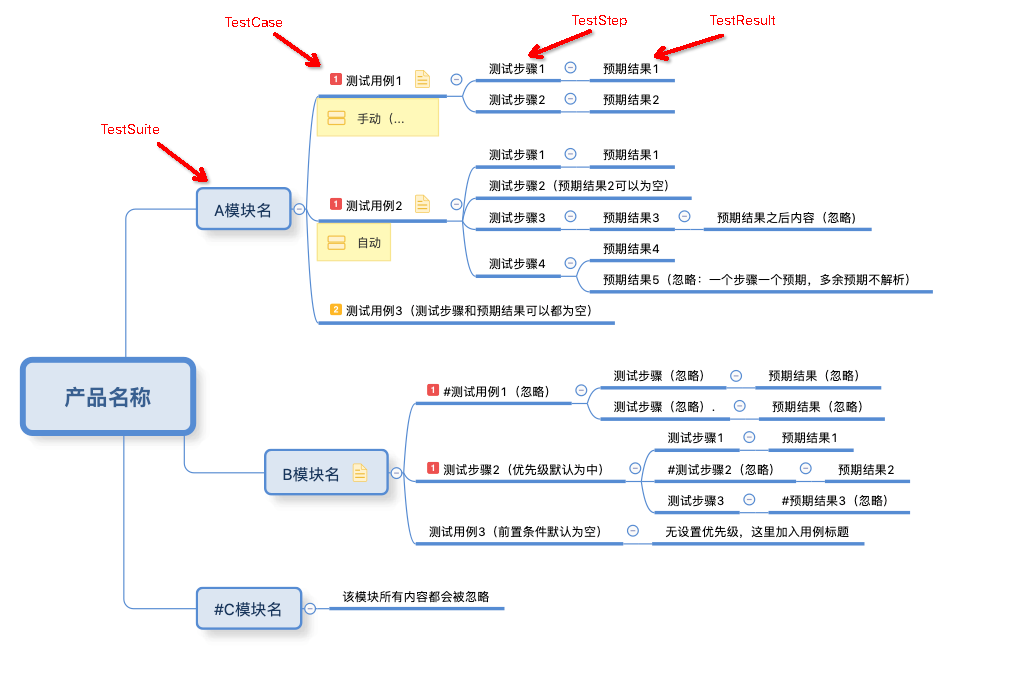 TestCase
TestStep
TestResult
TestSuite
1 测试用例1
测试步骤1
预期结果1
测试步骤2
预期结果2
手动（...
A模块名
1 测试用例2
测试步骤1
预期结果1
测试步骤2（预期结果2可以为空）
测试步骤3
预期结果3
预期结果之后内容（忽略）
自动
测试步骤4
预期结果4
预期结果5（忽略：一个步骤一个预期，多余预期不解析）
2 测试用例3（测试步骤和预期结果可以都为空）
产品名称
B模块名
1 #测试用例1（忽略）
测试步骤（忽略）
预期结果（忽略）
测试步骤（忽略）.
预期结果（忽略）
1 测试步骤2（优先级默认为中）
测试步骤1
预期结果1
#测试步骤2（忽略）
预期结果2
测试步骤3
#预期结果3（忽略）
测试用例3（前置条件默认为空）
无设置优先级，这里加入用例标题
#C模块名
该模块所有内容都会被忽略